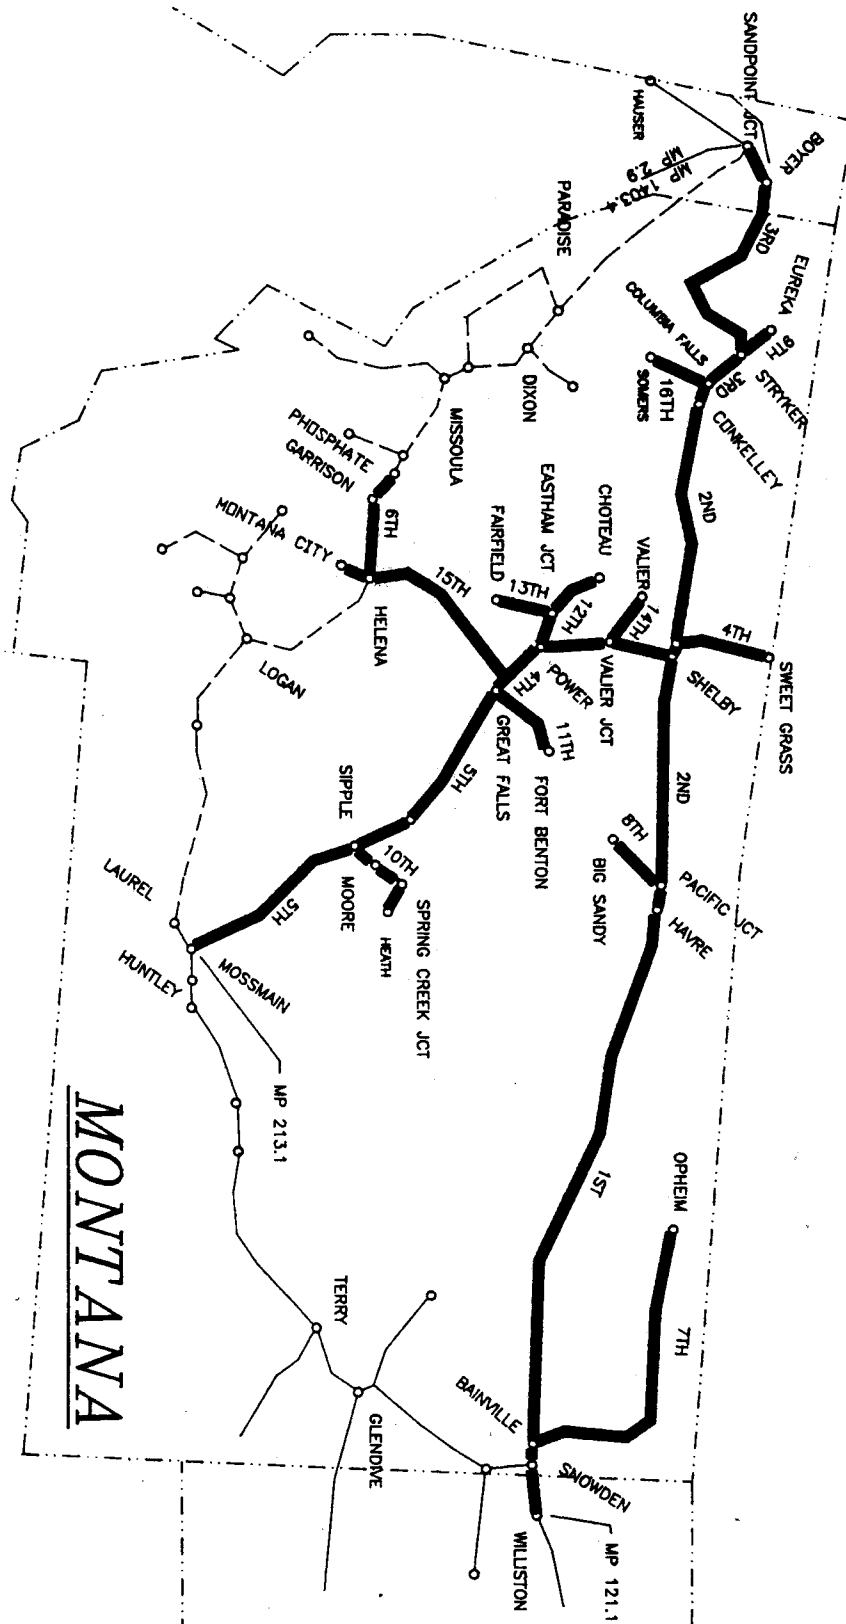 SANDPOINT JCT
BOYER
HAUSER
MP 2.9
MP 1403.4
3RD
EUREKA
9TH
STRYKER
COLUMBIA FALLS
3RD
16TH
SOMERS
CONKELLEY
PARADISE
DIXON
MISSOULA
PHOSPHATE
GARRISON
6TH
MONTANA CITY
HELENA
15TH
LOGAN
2ND
EASTHAM JCT
CHOTEAU
FAIRFIELD
13TH
12TH
VALIER
14TH
4TH
SWEET GRASS
SHELBY
VALIER JCT
POWER
4TH
11TH
GREAT FALLS
FORT BENTON
2ND
5TH
SIPPLE
8TH
BIG SANDY
PACIFIC JCT
HAVRE
10TH
MOORE
SPRING CREEK JCT
HEATH
5TH
LAUREL
MOSSMAIN
HUNTLEY
MP 213.1
1ST
OPHEIM
7TH
TERRY
GLENDIVE
BAINVILLE
SNOWDEN
WILLISTON
MP 121.1
MONTANA